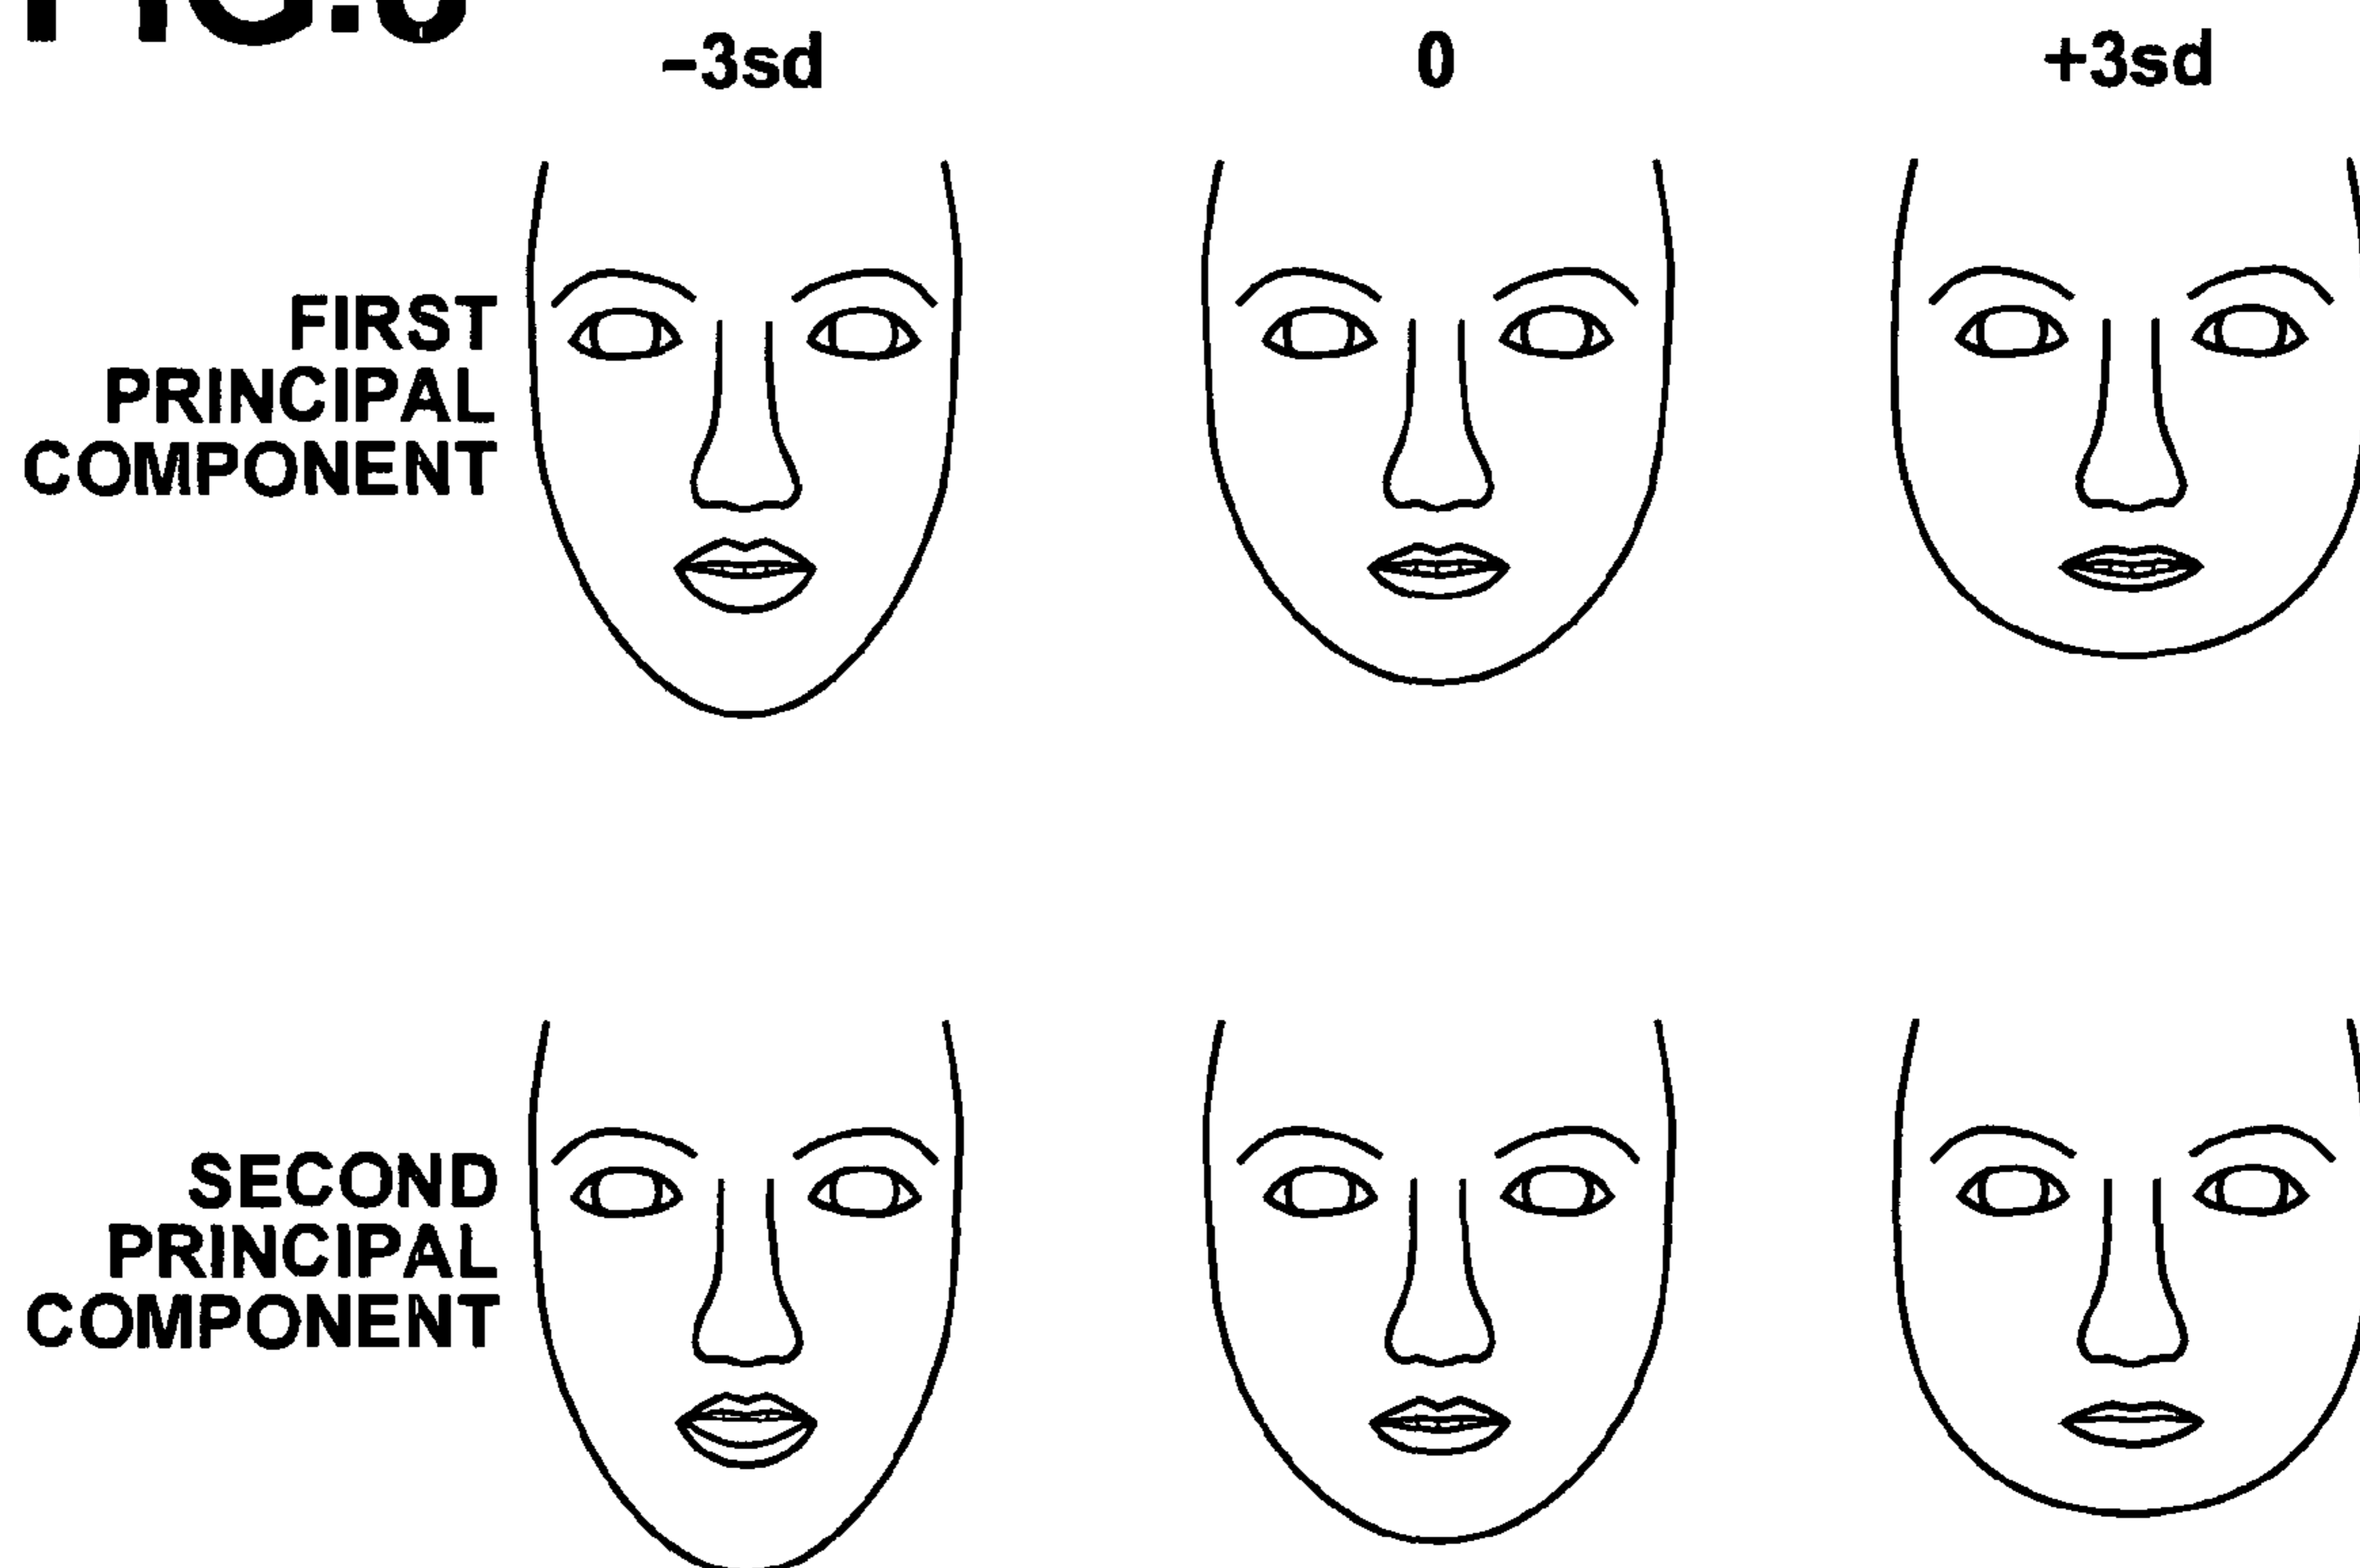 -3sd 0 +3sd
FIRST
PRINCIPAL
COMPONENT
SECOND
PRINCIPAL
COMPONENT